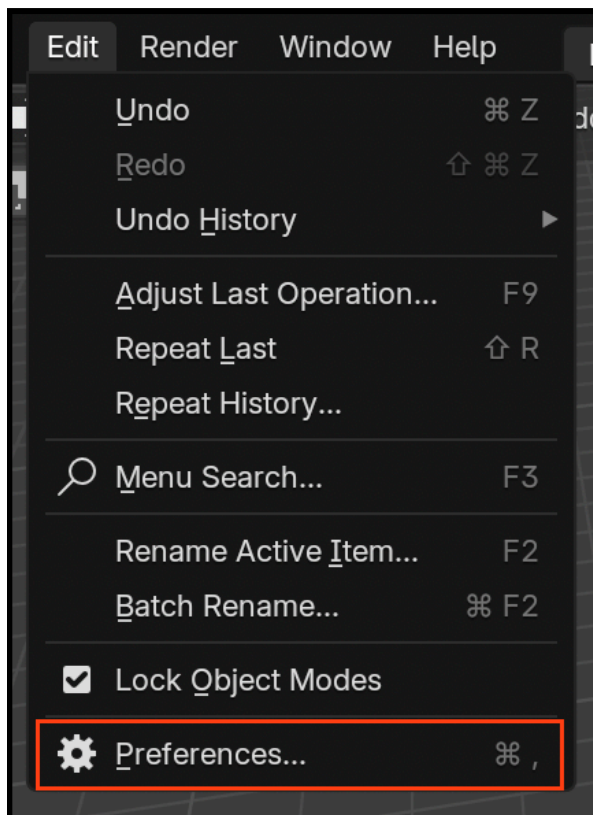 Edit Render Window Help
Undo ⌘ Z
Redo ⇧ ⌘ Z
Undo History ▶
Adjust Last Operation... F9
Repeat Last ⇧ R
Repeat History...
Menu Search... F3
Rename Active Item... F2
Batch Rename... ⌘ F2
Lock Object Modes
Preferences... ⌘ ,